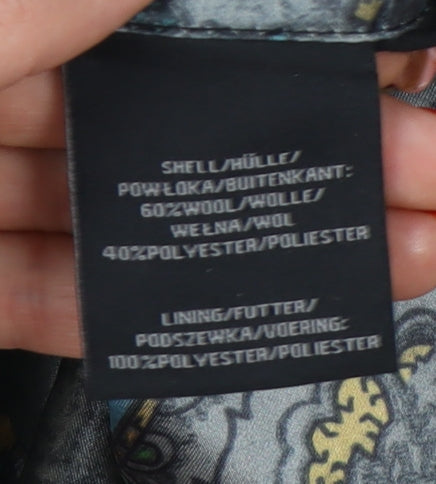 SHELL/HÜLLE/
POWŁOKA/BUITENKANT:
60%WOOL/WOLLE/
WEŁNA/WOL
40%POLYESTER/POLIESTER
LINING/FUTTER/
PODSZEWKA/VOERING:
100%POLYESTER/POLIESTER